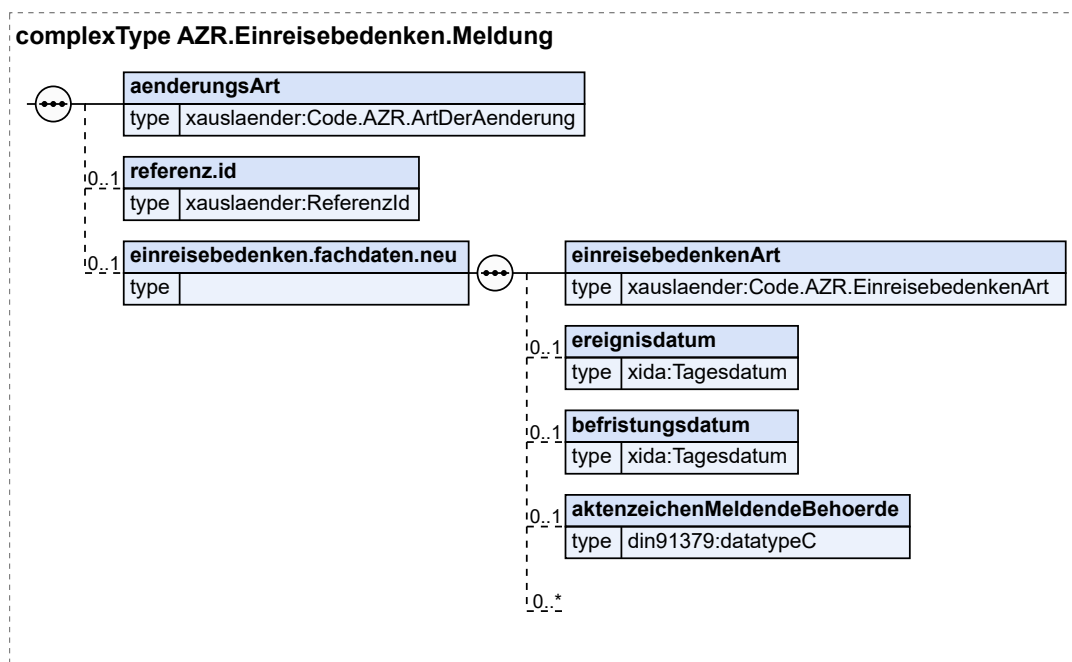 complexType AZR.Einreisebedenken.Meldung
aenderungsArt
type xauslaender:Code.AZR.ArtDerAenderung
0..1 referenz.id
type xauslaender:ReferenzId
0..1 einreisebedenken.fachdaten.neu
type
einreisebedenkenArt
type xauslaender:Code.AZR.EinreisebedenkenArt
0..1 ereignisdatum
type xida:Tagesdatum
0..1 befristungsdatum
type xida:Tagesdatum
0..1 aktenzeichenMeldendeBehoerde
type din91379:datatypeC
0..*